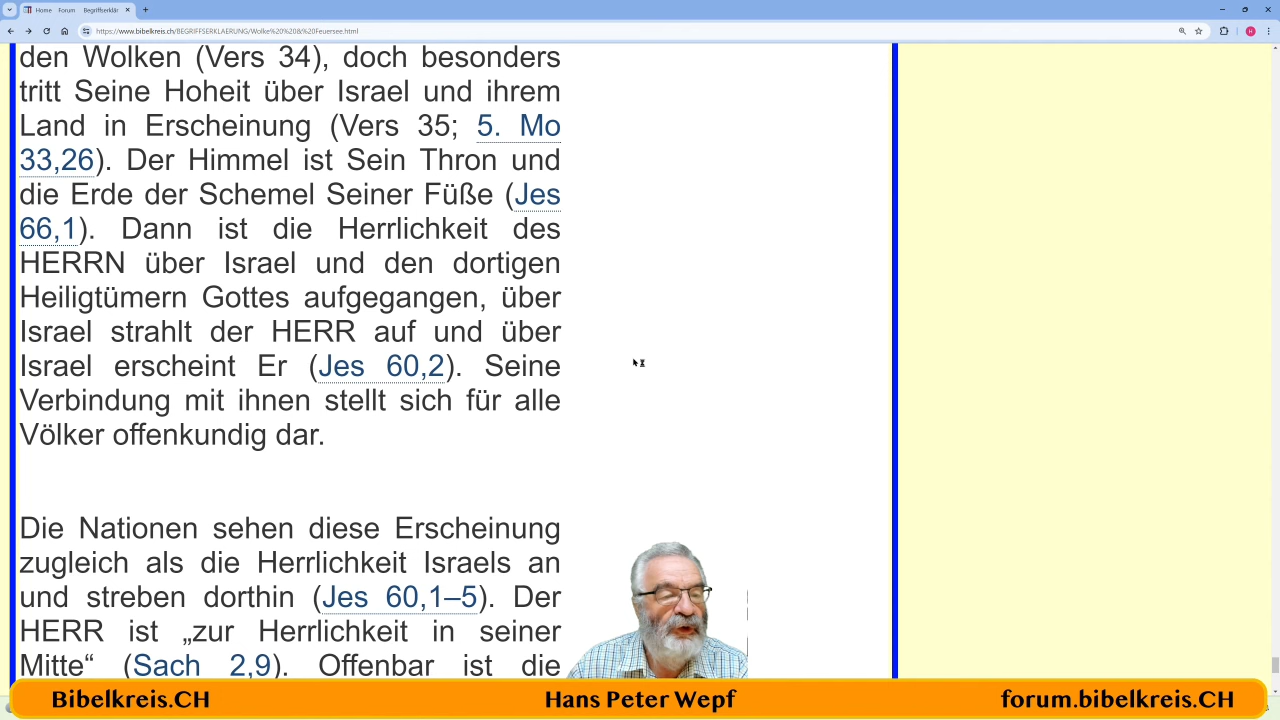 Home Forum Begriffserklär
https://www.bibelkreis.ch/BEGRIFFSERKLAERUNG/Wolke%20%20&%20Feuersee.html
den Wolken (Vers 34), doch besonders
tritt Seine Hoheit über Israel und ihrem
Land in Erscheinung (Vers 35; 5. Mo
33,26). Der Himmel ist Sein Thron und
die Erde der Schemel Seiner Füße (Jes
66,1). Dann ist die Herrlichkeit des
HERRN über Israel und den dortigen
Heiligtümern Gottes aufgegangen, über
Israel strahlt der HERR auf und über
Israel erscheint Er (Jes 60,2). Seine
Verbindung mit ihnen stellt sich für alle
Völker offenkundig dar.
Die Nationen sehen diese Erscheinung
zugleich als die Herrlichkeit Israels an
und streben dorthin (Jes 60,1–5). Der
HERR ist „zur Herrlichkeit in seiner
Mitte“ (Sach 2,9). Offenbar ist die
Bibelkreis.CH Hans Peter Wepf forum.bibelkreis.CH